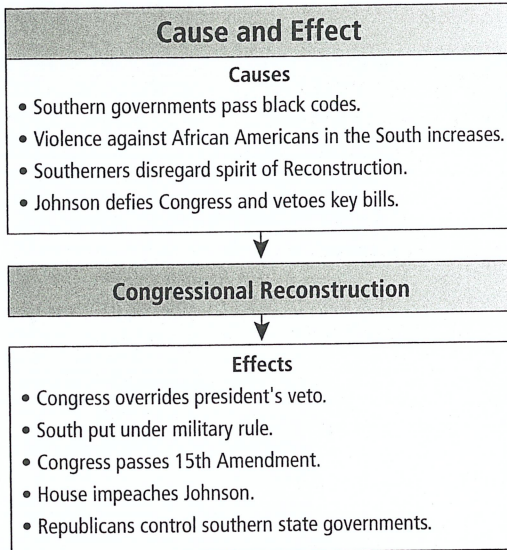 Cause and Effect
Causes
• Southern governments pass black codes.
• Violence against African Americans in the South increases.
• Southerners disregard spirit of Reconstruction.
• Johnson defies Congress and vetoes key bills.
Congressional Reconstruction
Effects
• Congress overrides president's veto.
• South put under military rule.
• Congress passes 15th Amendment.
• House impeaches Johnson.
• Republicans control southern state governments.